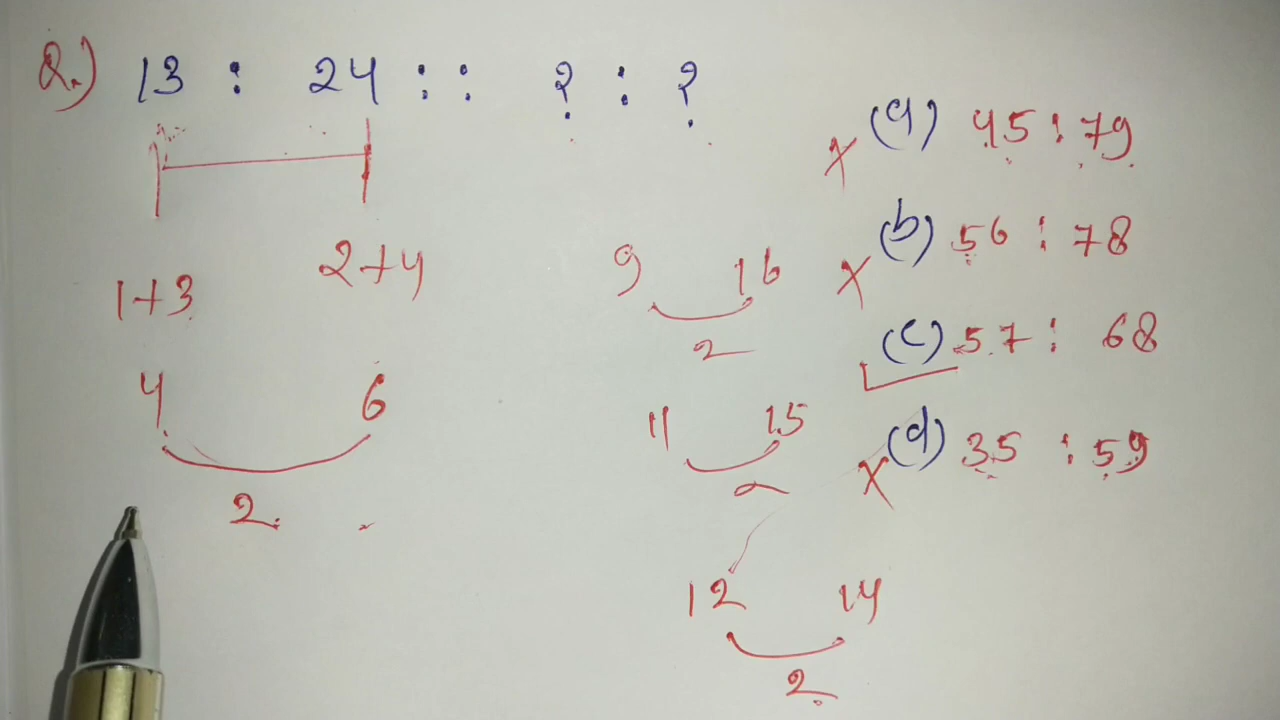 Q.) 13 : 24 :: ? : ?
(a) 45 : 79
(b) 56 : 78
(c) 57 : 68
(d) 35 : 59
1+3 2+4
4 6
2
9 16
2
11 15
2
12 14
2